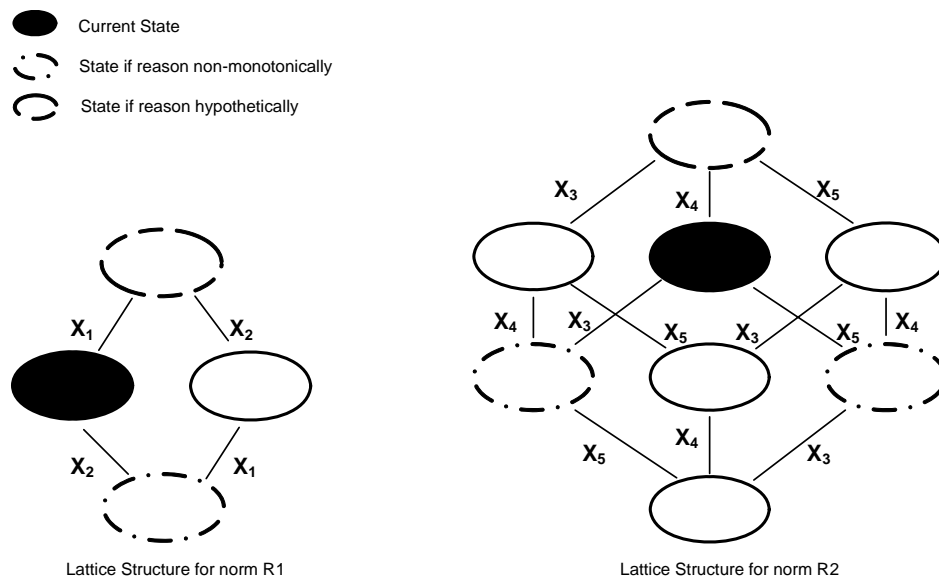 Current State
State if reason non-monotonically
State if reason hypothetically
X₃ X₄ X₅
X₄ X₃ X₅ X₃ X₅ X₄
X₁ X₂
X₅ X₄ X₃
X₂ X₁
Lattice Structure for norm R1
Lattice Structure for norm R2